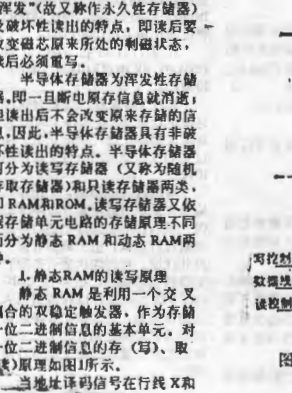 挥发”(故又称作永久性存储器)
破坏性读出的特点，即读后要
改变磁芯原来所处的剩磁状态，
读后必须重写。
半导体存储器为浑发性存储
器，即一旦断电原存信息就消逝；
但读出后不会改变原来存储的信
息，因此，半导体存储器具有非破
坏性读出的特点。半导体存储器
可分为读写存储器（又称为随机
存取存储器)和只读存储器两类，
即RAM和ROM。读写存储器又依
据存储单元电路的存储原理不同
可分为静态 RAM 和动态 RAM两
1. 静态RAM的读写原理
静态 RAM 是利用一个 交 叉
耦合的双稳定触发器，作为存储
一位二进制信息的基本单元。对
一位二进制信息的存（写）、取
(读)原理如图1所示。
当地址译码信号在行线 X和
写控制
数据线
读控制
图